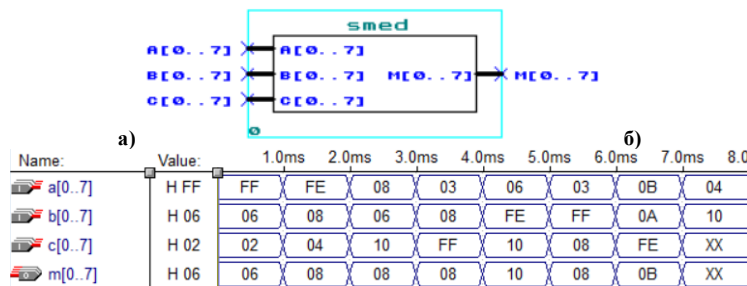 smed
A[0..7] A[0..7]
B[0..7] B[0..7] M[0..7] M[0..7]
C[0..7] C[0..7]
0
а) б)
Name: Value: 1.0ms 2.0ms 3.0ms 4.0ms 5.0ms 6.0ms 7.0ms 8.0
a[0..7] H FF FF FE 08 03 06 03 0B 04
b[0..7] H 06 06 08 06 08 FE FF 0A 10
c[0..7] H 02 02 04 10 FF 10 08 FE XX
m[0..7] H 06 06 08 08 08 10 08 0B XX